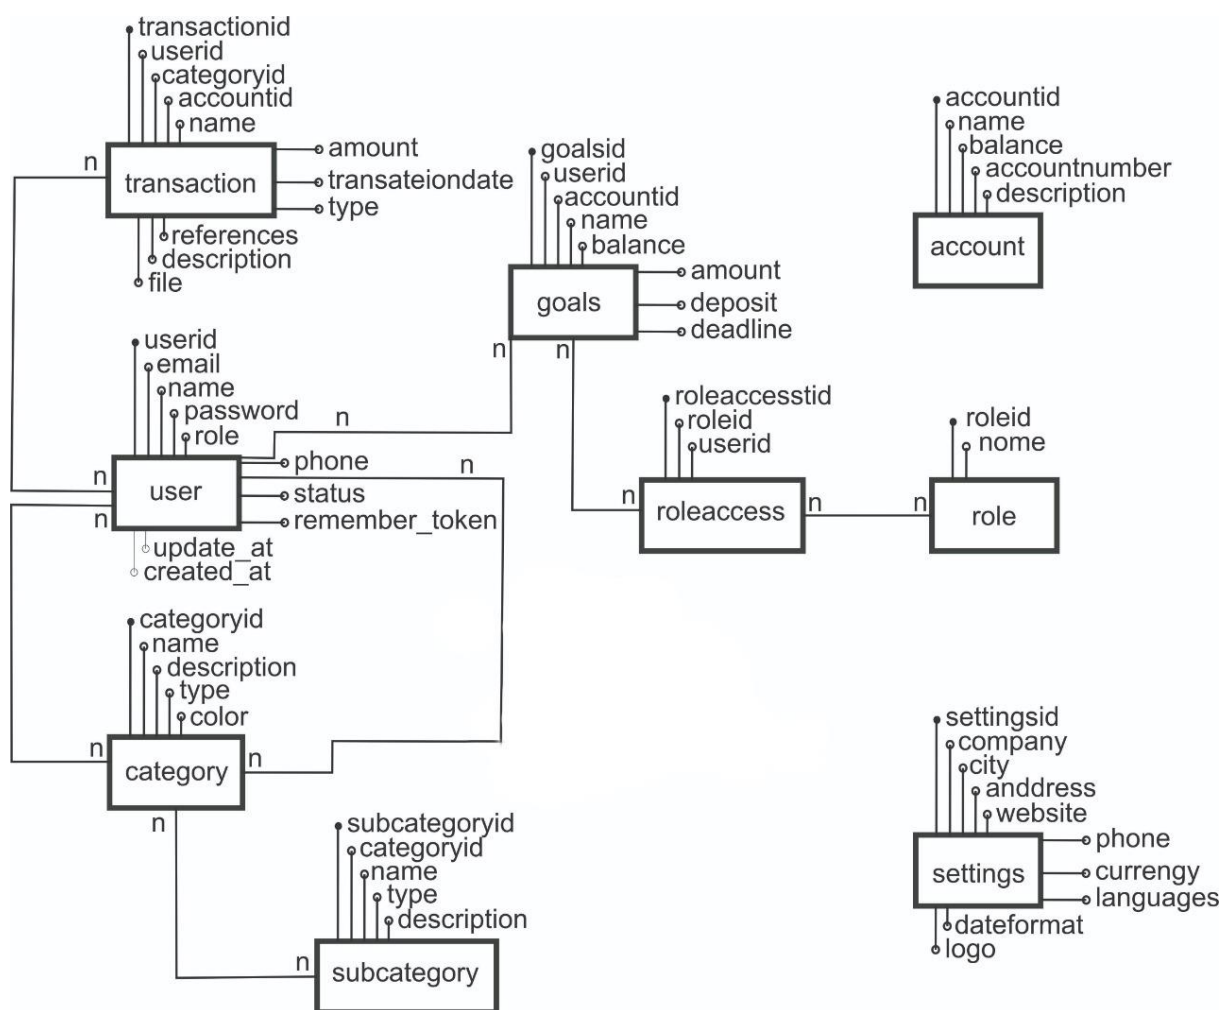 transactionid
userid
categoryid
accountid
name
n
transaction
amount
transateiondate
type
references
description
file
goalsid
userid
accountid
name
balance
goals
amount
deposit
deadline
n
n
accountid
name
balance
accountnumber
description
account
userid
email
name
password
role
n
n
phone
n
user
status
n
remember_token
update_at
created_at
roleaccesstid
roleid
userid
n
roleaccess
n
roleid
nome
n
role
categoryid
name
description
type
color
n
category
n
n
subcategoryid
categoryid
name
type
description
n
subcategory
settingsid
company
city
anddress
website
settings
phone
currengy
languages
dateformat
logo